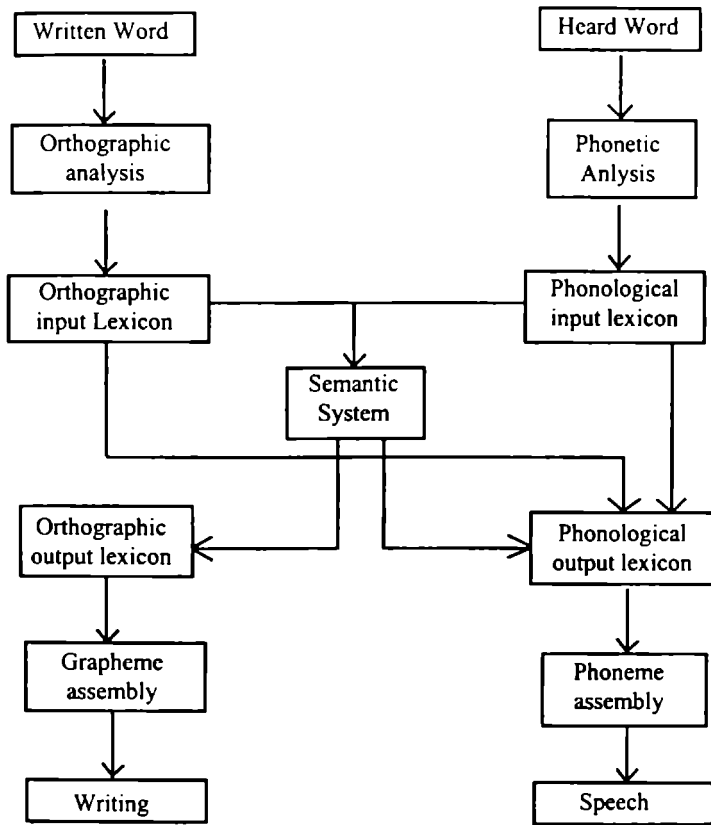 Written Word
Heard Word
Orthographic
analysis
Phonetic
Anlysis
Orthographic
input Lexicon
Phonological
input lexicon
Semantic
System
Orthographic
output lexicon
Phonological
output lexicon
Grapheme
assembly
Phoneme
assembly
Writing
Speech